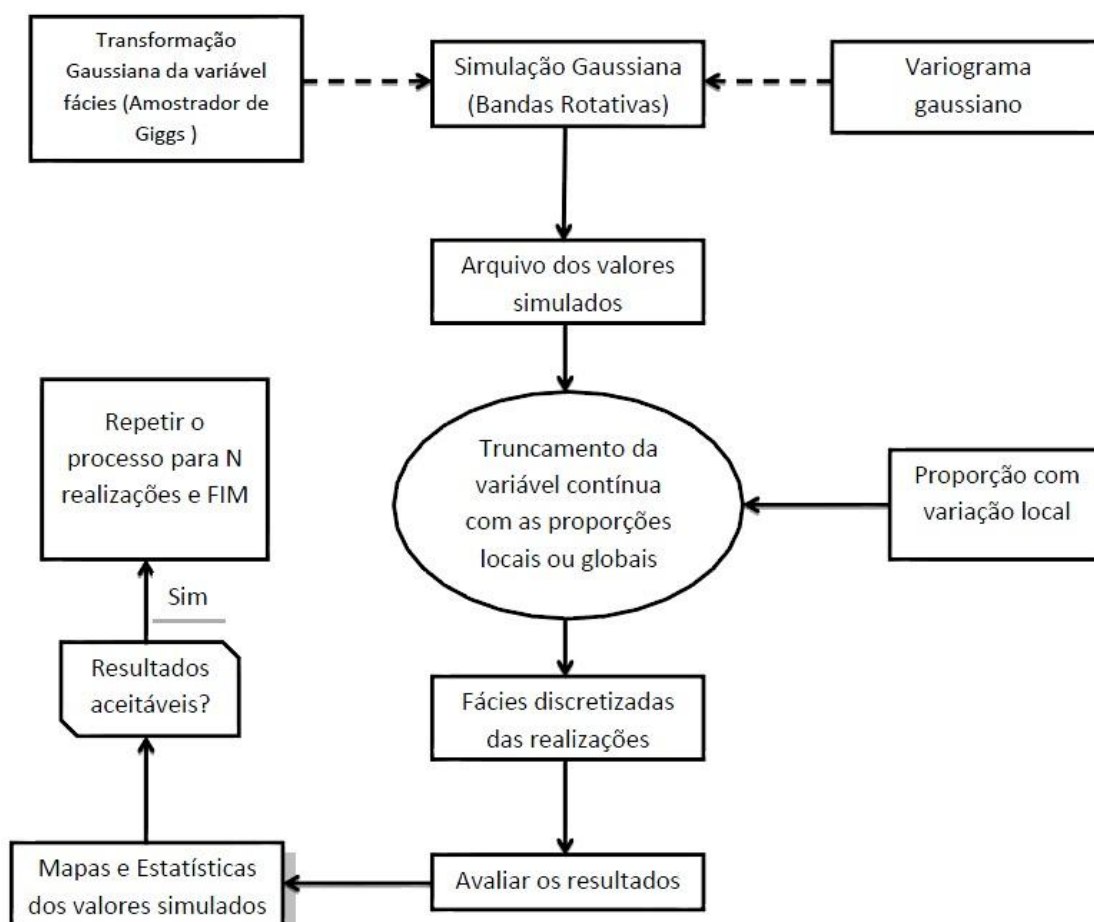 Transformação
Gaussiana da variável
fácies (Amostrador de
Giggs )
Simulação Gaussiana
(Bandas Rotativas)
Variograma
gaussiano
Arquivo dos valores
simulados
Repetir o
processo para N
realizações e FIM
Truncamento da
variável contínua
com as proporções
locais ou globais
Proporção com
variação local
Sim
Resultados
aceitáveis?
Fácies discretizadas
das realizações
Mapas e Estatísticas
dos valores simulados
Avaliar os resultados